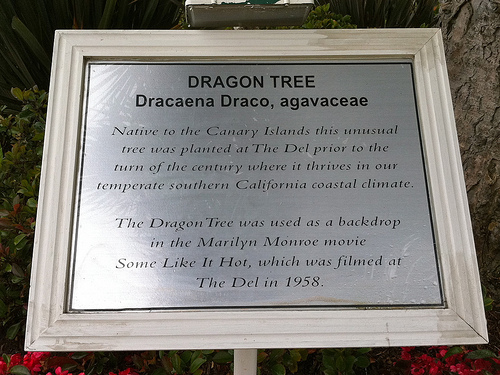 DRAGON TREE
Dracaena Draco, agavaceae
Native to the Canary Islands this unusual
tree was planted at The Del prior to the
turn of the century where it thrives in our
temperate southern California coastal climate.
The Dragon Tree was used as a backdrop
in the Marilyn Monroe movie
Some Like It Hot, which was filmed at
The Del in 1958.